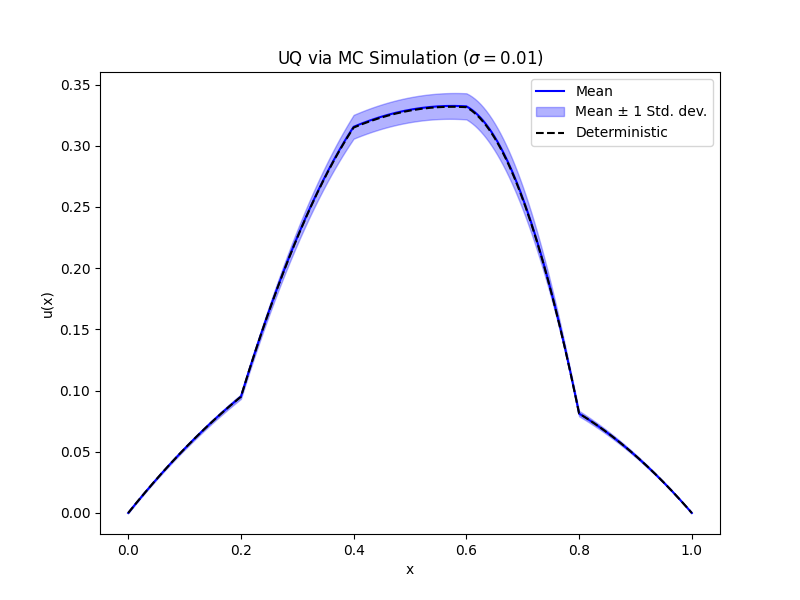 UQ via MC Simulation (σ = 0.01)
Mean
Mean ± 1 Std. dev.
Deterministic
u(x)
0.35
0.30
0.25
0.20
0.15
0.10
0.05
0.00
0.0 0.2 0.4 0.6 0.8 1.0
x